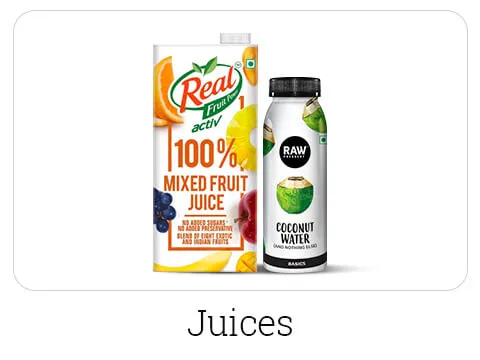 Real
Fruit Power
activ
100%
MIXED FRUIT
JUICE
NO ADDED SUGARS
NO ADDED PRESERVATIVE
BLEND OF EIGHT EXOTIC
AND INDIAN FRUITS
RAW
PRESSERY
COCONUT
WATER
(AND NOTHING ELSE)
BASICS
Juices